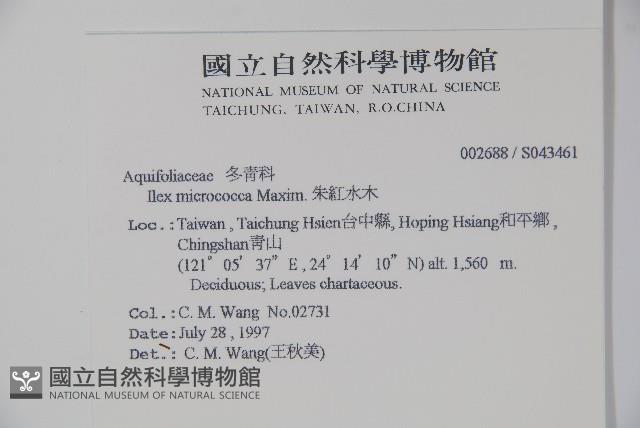 國立自然科學博物館
NATIONAL MUSEUM OF NATURAL SCIENCE
TAICHUNG, TAIWAN, R.O.CHINA
002688 / S043461
Aquifoliaceae 冬青科
Ilex micrococca Maxim. 朱紅水木
Loc.:Taiwan , Taichung Hsien台中縣, Hoping Hsiang和平鄉 ,
Chingshan青山
(121° 05' 37" E , 24° 14' 10" N) alt. 1,560 m.
Deciduous; Leaves chartaceous.
Col.:C. M. Wang No.02731
Date:July 28 , 1997
Det.: C. M. Wang(王秋美)
國立自然科學博物館
NATIONAL MUSEUM OF NATURAL SCIENCE